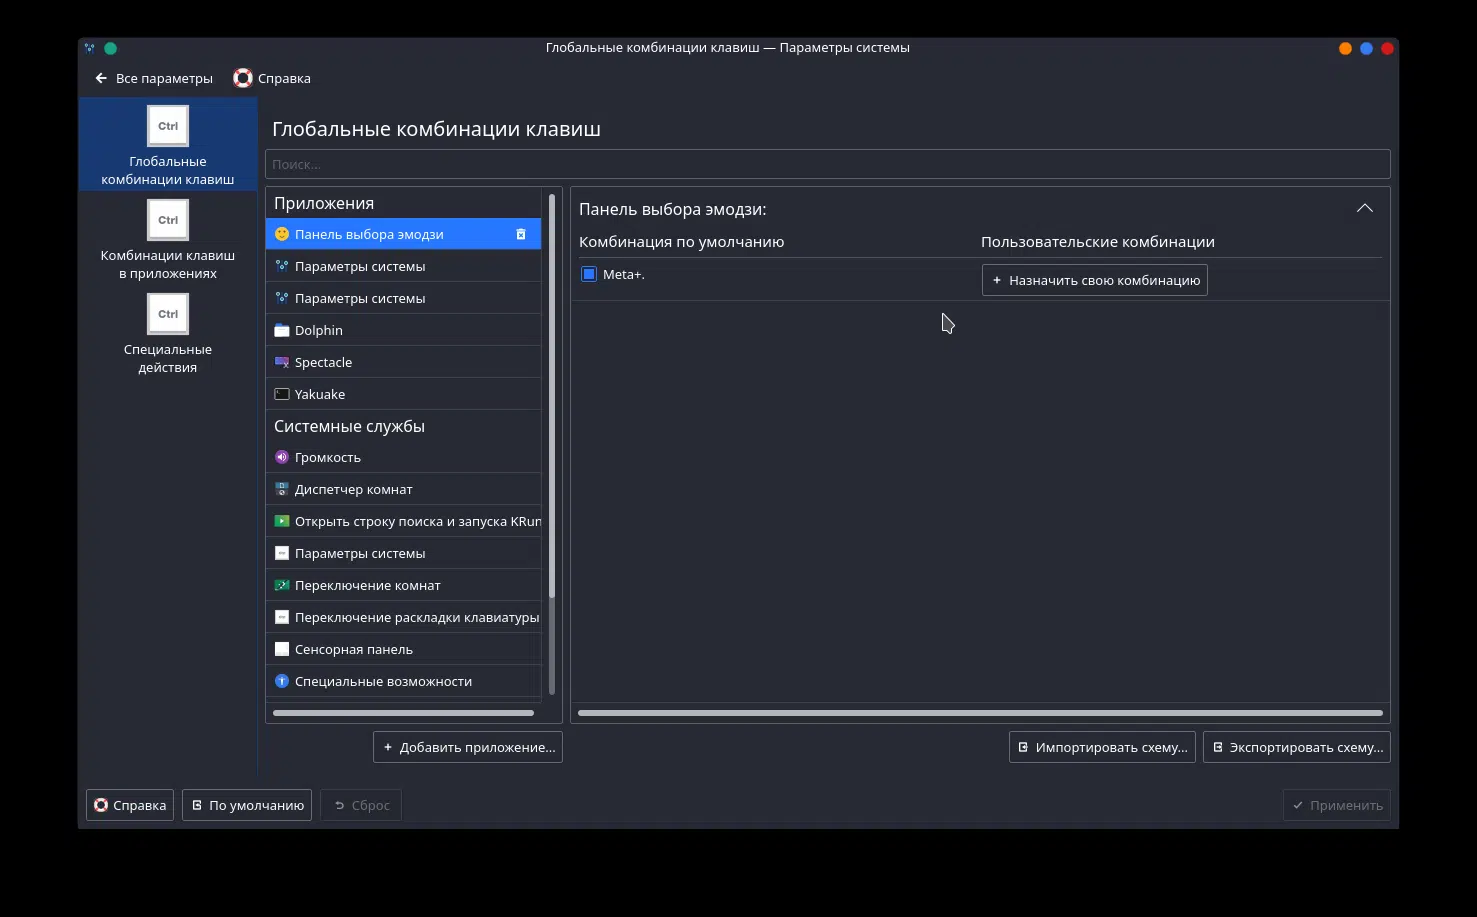 Глобальные комбинации клавиш — Параметры системы
Все параметры
Справка
Ctrl
Глобальные
комбинации клавиш
Ctrl
Комбинации клавиш
в приложениях
Ctrl
Специальные
действия
Глобальные комбинации клавиш
Поиск...
Приложения
Панель выбора эмодзи
Параметры системы
Параметры системы
Dolphin
Spectacle
Yakuake
Системные службы
Громкость
Диспетчер комнат
Открыть строку поиска и запуска KRun
Параметры системы
Переключение комнат
Переключение раскладки клавиатуры
Сенсорная панель
Специальные возможности
Добавить приложение...
Панель выбора эмодзи:
Комбинация по умолчанию
Пользовательские комбинации
Meta+.
Назначить свою комбинацию
Импортировать схему...
Экспортировать схему...
Справка
По умолчанию
Сброс
Применить